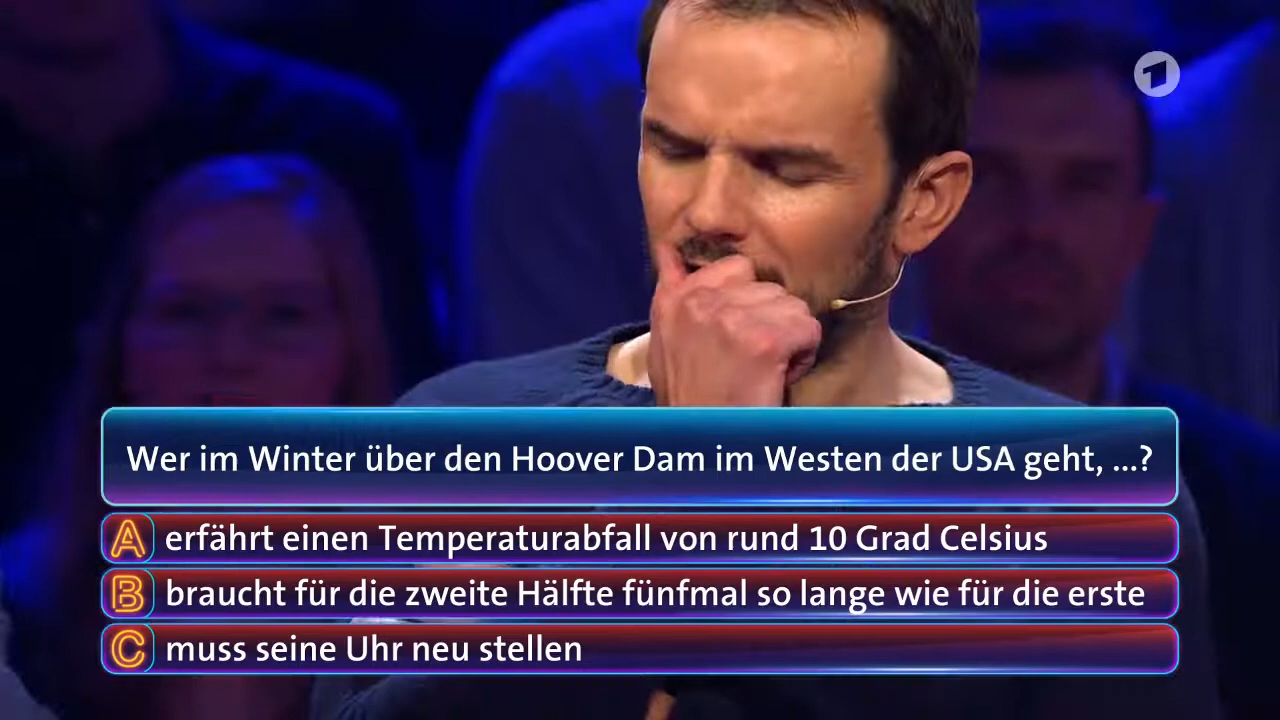 1
Wer im Winter über den Hoover Dam im Westen der USA geht, ...?
A erfährt einen Temperaturabfall von rund 10 Grad Celsius
B braucht für die zweite Hälfte fünfmal so lange wie für die erste
C muss seine Uhr neu stellen